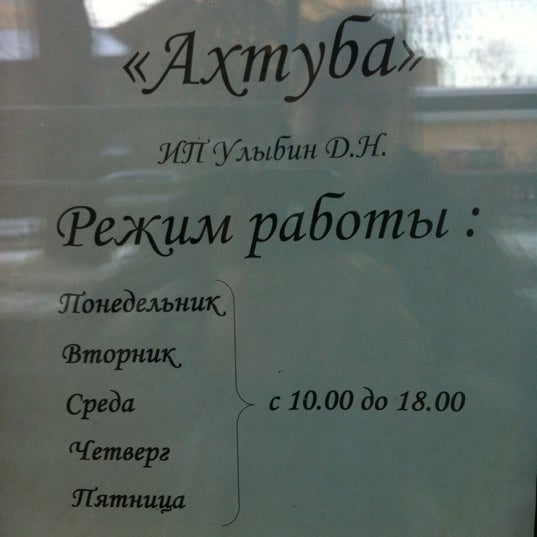 «Ахтуба»
ИП Улыбин Д.Н.
Режим работы :
Понедельник
Вторник
Среда
с 10.00 до 18.00
Четверг
Пятница